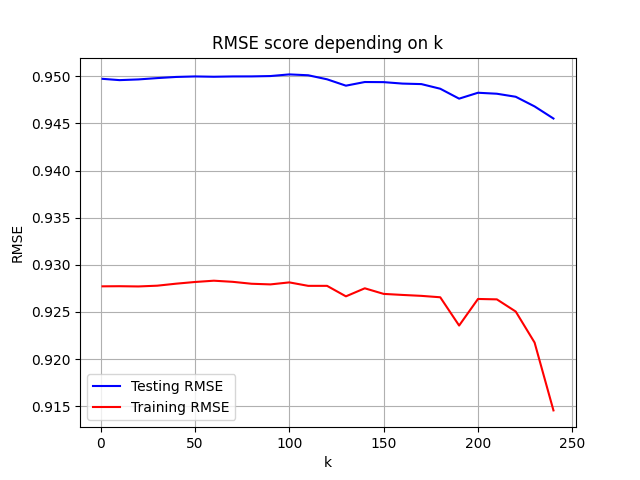 RMSE score depending on k
0.950
0.945
0.940
0.935
0.930
0.925
0.920
0.915
RMSE
Testing RMSE
Training RMSE
0 50 100 150 200 250
k